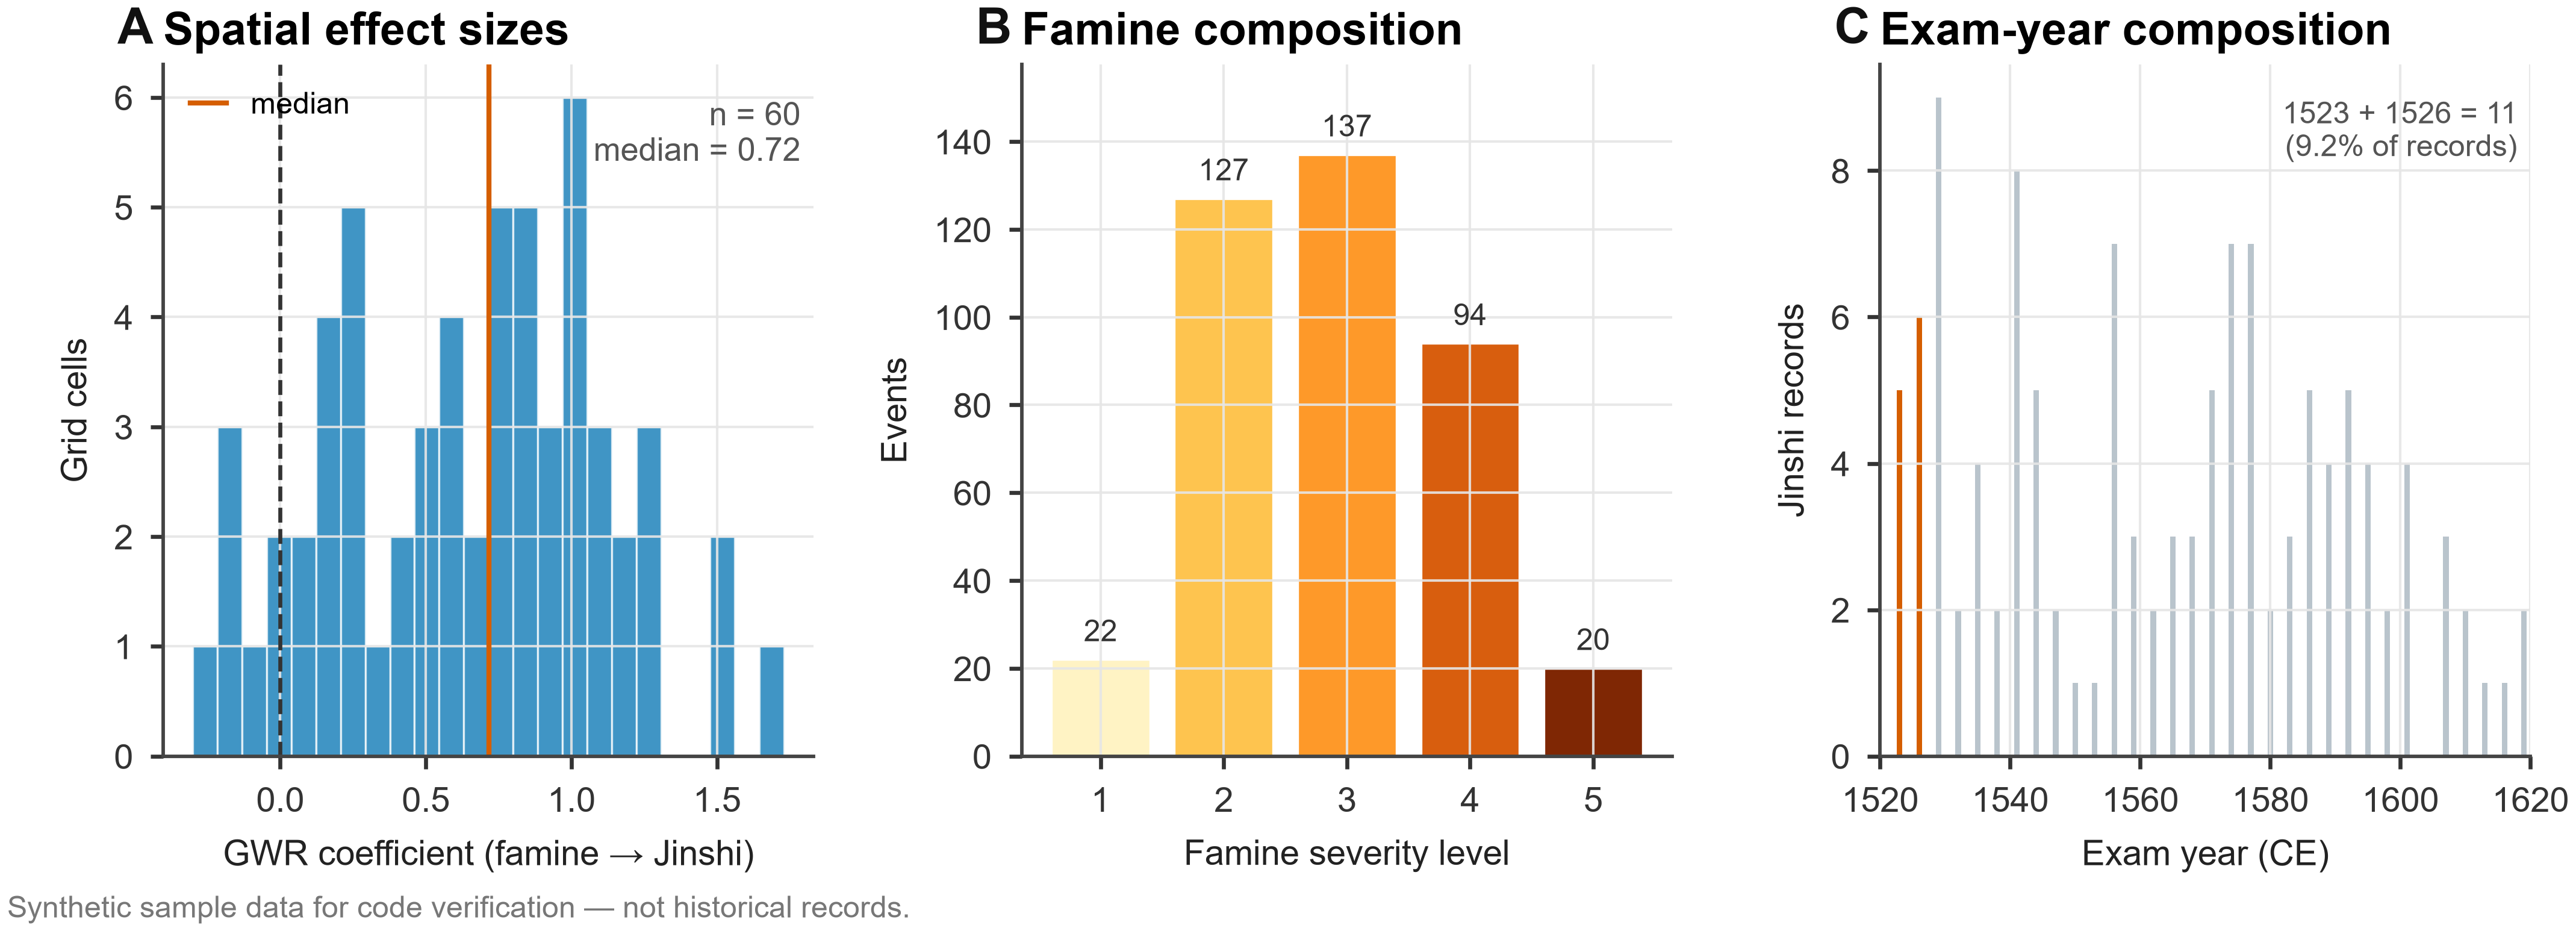 A Spatial effect sizes
median
n = 60
median = 0.72
6
5
4
3
2
1
0
Grid cells
0.0 0.5 1.0 1.5
GWR coefficient (famine → Jinshi)
B Famine composition
140
120
100
80
60
40
20
0
Events
22
127
137
94
20
1 2 3 4 5
Famine severity level
C Exam-year composition
1523 + 1526 = 11
(9.2% of records)
8
6
4
2
0
Jinshi records
1520 1540 1560 1580 1600 1620
Exam year (CE)
Synthetic sample data for code verification — not historical records.